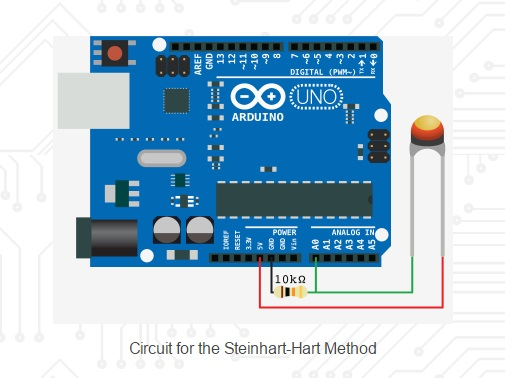 AREF
GND
13
12
~11
~10
~9
8
7
~6
~5
4
~3
2
TX→1
RX←0
DIGITAL (PWM~)
UNO
ARDUINO
POWER
ANALOG IN
IOREF
RESET
3.3V
5V
GND
GND
Vin
A0
A1
A2
A3
A4
A5
10kΩ
Circuit for the Steinhart-Hart Method